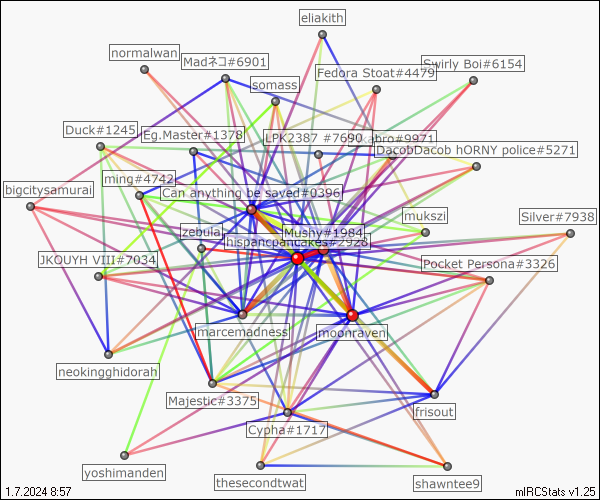 eliakith
normalwan
Madネコ#6901
Swirly Boi#6154
Fedora Stoat#4479
somass
Duck#1245
Eg.Master#1378
LPK2387 #7690
abro#9971
DacobDacob hORNY police#5271
ming#4742
bigcitysamurai
Can anything be saved#0396
mukszi
Silver#7938
zebula
Mushy#1984
hispancpancakes#2928
JKOUYH VIII#7034
Pocket Persona#3326
marcemadness
moonraven
neokingghidorah
Majestic#3375
frisout
Cypha#1717
yoshimanden
thesecondtwat
shawntee9
1.7.2024 8:57
mIRCStats v1.25